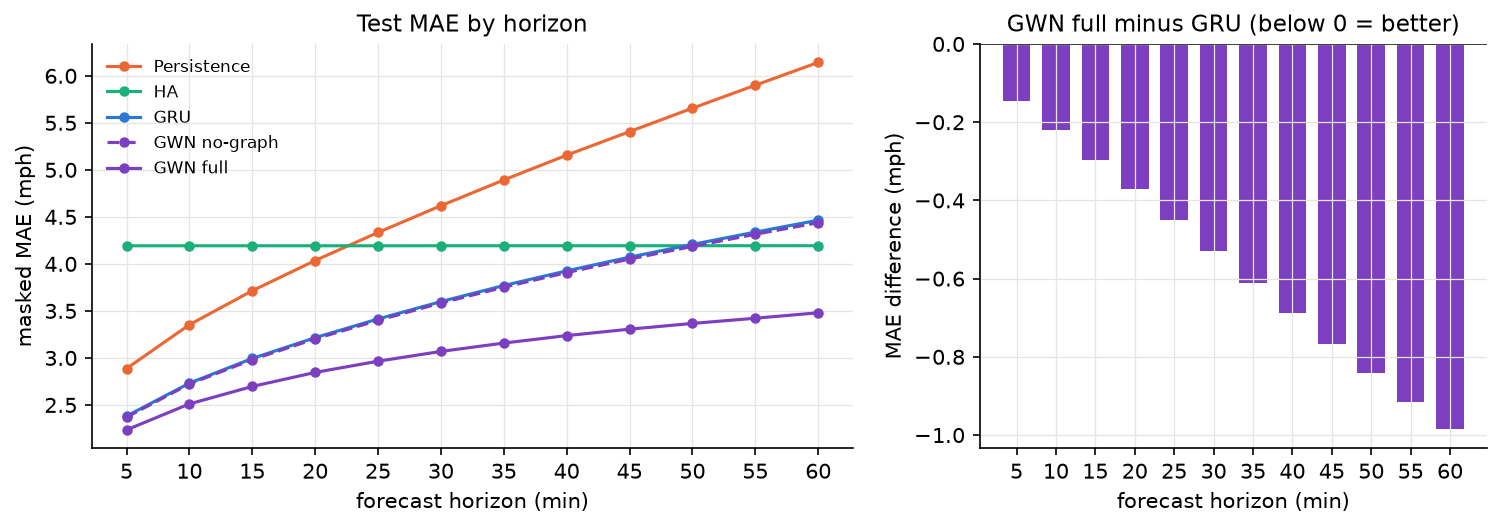 Test MAE by horizon
masked MAE (mph)
6.0
5.5
5.0
4.5
4.0
3.5
3.0
2.5
Persistence
HA
GRU
GWN no-graph
GWN full
5 10 15 20 25 30 35 40 45 50 55 60
forecast horizon (min)
GWN full minus GRU (below 0 = better)
MAE difference (mph)
0.0
−0.2
−0.4
−0.6
−0.8
−1.0
5 10 15 20 25 30 35 40 45 50 55 60
forecast horizon (min)